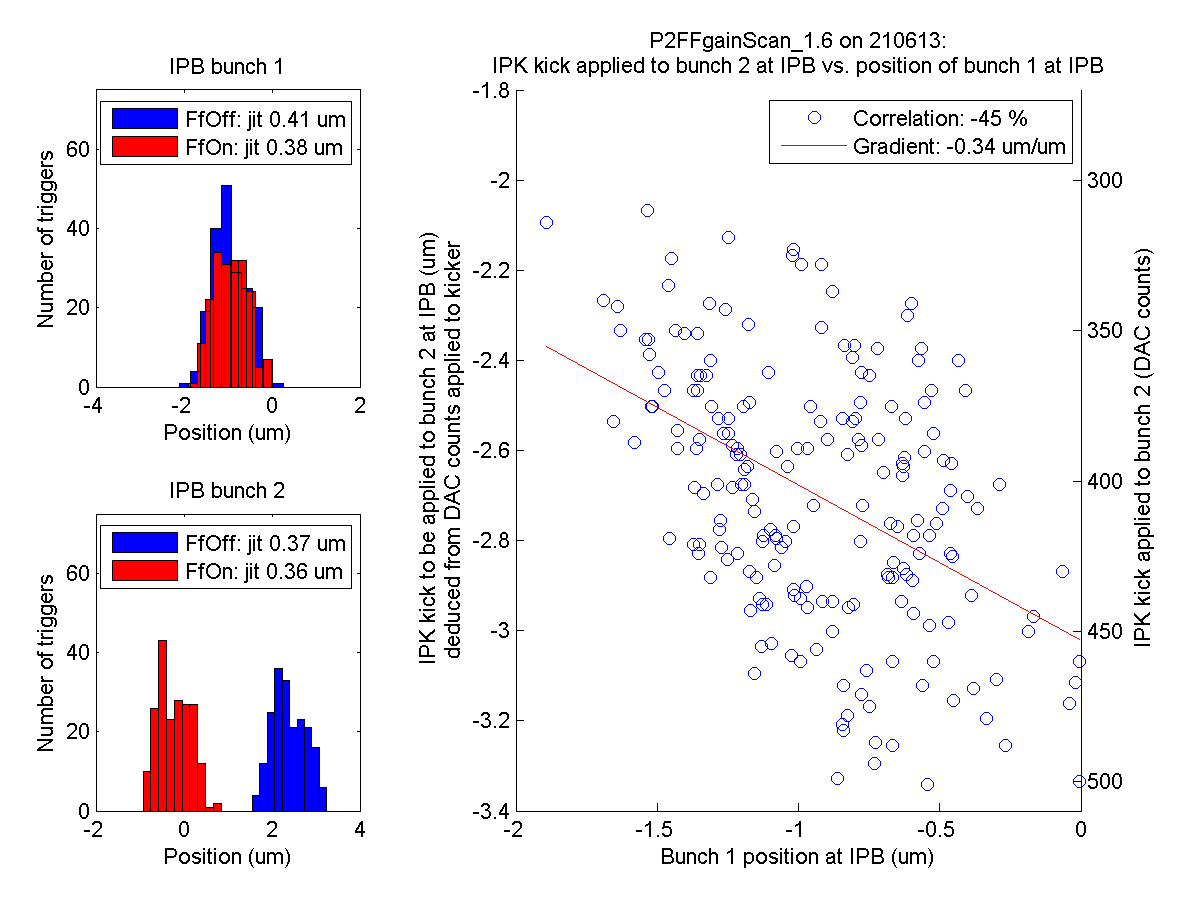 IPB bunch 1
FfOff: jit 0.41 um
FfOn: jit 0.38 um
Number of triggers
60
40
20
0
-4
-2
0
2
Position (um)
IPB bunch 2
FfOff: jit 0.37 um
FfOn: jit 0.36 um
Number of triggers
60
40
20
0
-2
0
2
4
Position (um)
P2FFgainScan_1.6 on 210613:
IPK kick applied to bunch 2 at IPB vs. position of bunch 1 at IPB
Correlation: -45 %
Gradient: -0.34 um/um
IPK kick to be applied to bunch 2 at IPB (um)
deduced from DAC counts applied to kicker
-1.8
-2
-2.2
-2.4
-2.6
-2.8
-3
-3.2
-3.4
-2
-1.5
-1
-0.5
0
Bunch 1 position at IPB (um)
300
350
400
450
500
IPK kick applied to bunch 2 (DAC counts)